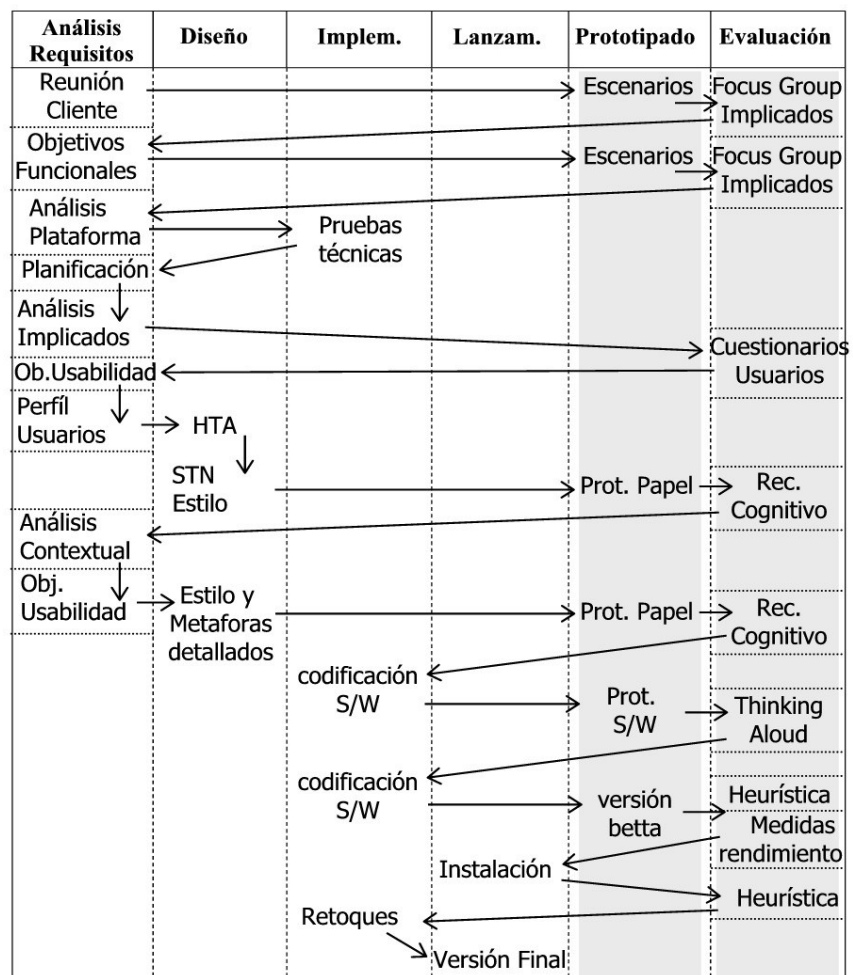 Análisis
Requisitos
Diseño
Implem.
Lanzam.
Prototipado
Evaluación
Reunión
Cliente
Escenarios
Focus Group
Implicados
Objetivos
Funcionales
Escenarios
Focus Group
Implicados
Análisis
Plataforma
Pruebas
técnicas
Planificación
Análisis
Implicados
Cuestionarios
Usuarios
Ob.Usabilidad
Perfíl
Usuarios
HTA
STN
Estilo
Prot. Papel
Rec.
Cognitivo
Análisis
Contextual
Obj.
Usabilidad
Estilo y
Metaforas
detallados
Prot. Papel
Rec.
Cognitivo
codificación
S/W
Prot.
S/W
Thinking
Aloud
codificación
S/W
versión
betta
Heurística
Medidas
rendimiento
Instalación
Heurística
Retoques
Versión Final